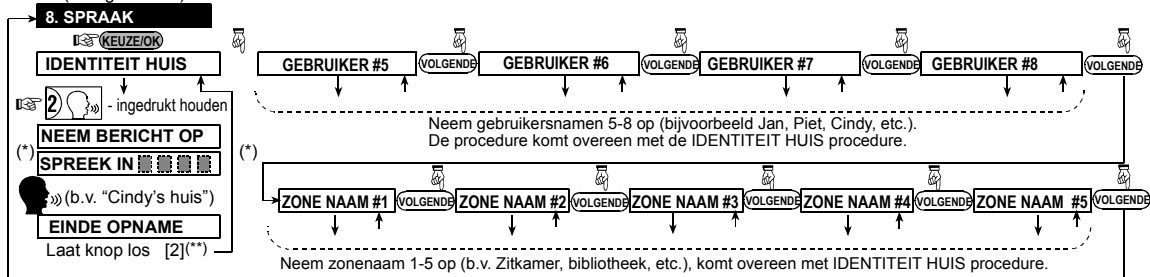 8. SPRAAK
KEUZE/OK
IDENTITEIT HUIS
2) - ingedrukt houden
NEEM BERICHT OP
(*)
SPREEK IN
(b.v. “Cindy’s huis”)
EINDE OPNAME
Laat knop los [2](**)
GEBRUIKER #5 VOLGENDE GEBRUIKER #6 VOLGENDE GEBRUIKER #7 VOLGENDE GEBRUIKER #8 VOLGENDE
Neem gebruikersnamen 5-8 op (bijvoorbeeld Jan, Piet, Cindy, etc.).
De procedure komt overeen met de IDENTITEIT HUIS procedure.
(*)
ZONE NAAM #1 VOLGENDE ZONE NAAM #2 VOLGENDE ZONE NAAM #3 VOLGENDE ZONE NAAM #4 VOLGENDE ZONE NAAM #5 VOLGENDE
Neem zonenaam 1-5 op (b.v. Zitkamer, bibliotheek, etc.), komt overeen met IDENTITEIT HUIS procedure.